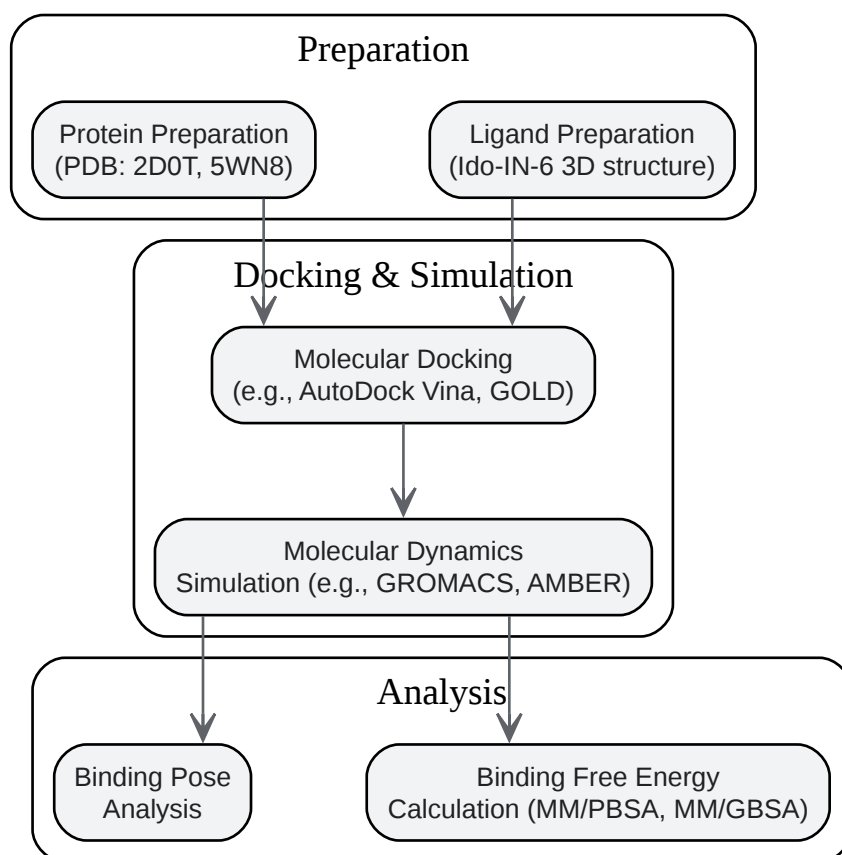 Preparation
Protein Preparation
(PDB: 2D0T, 5WN8)
Ligand Preparation
(Ido-IN-6 3D structure)
Docking & Simulation
Molecular Docking
(e.g., AutoDock Vina, GOLD)
Molecular Dynamics
Simulation (e.g., GROMACS, AMBER)
Analysis
Binding Pose
Analysis
Binding Free Energy
Calculation (MM/PBSA, MM/GBSA)